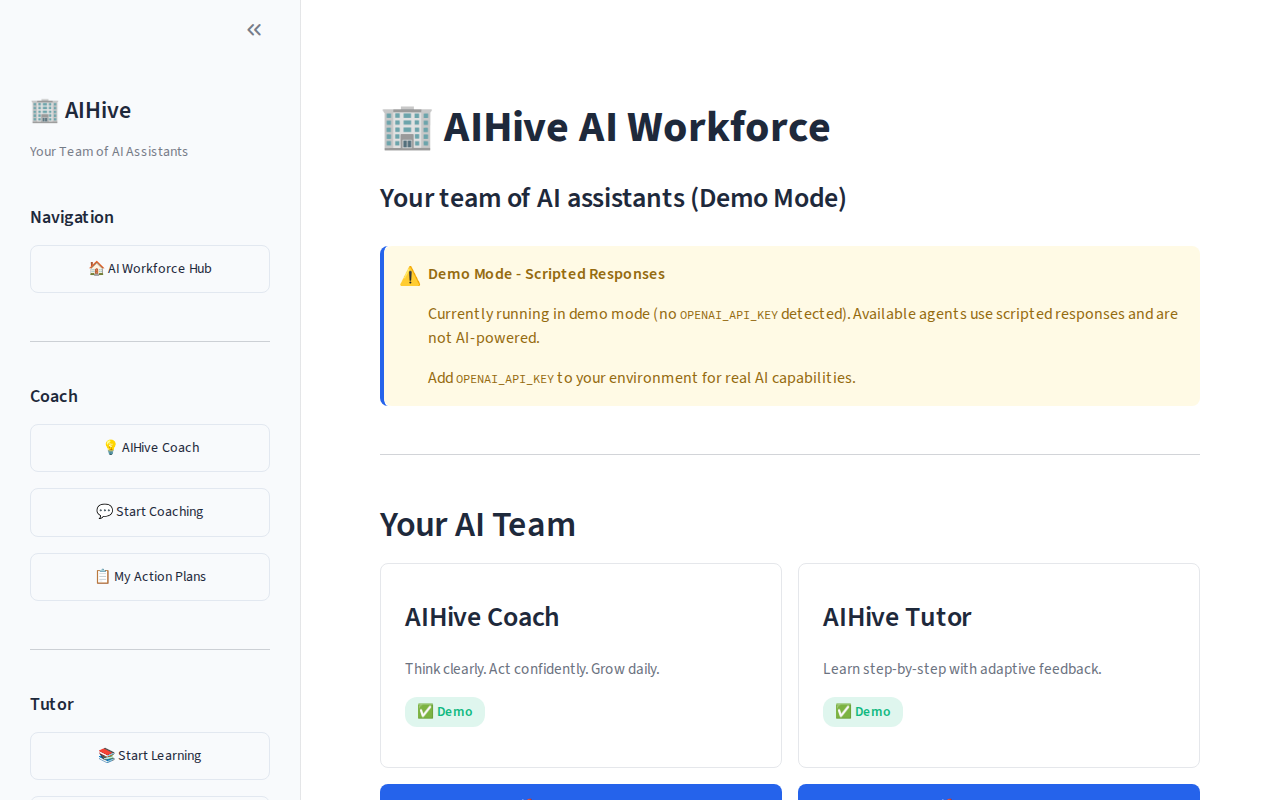 AIHive
Your Team of AI Assistants
Navigation
🏠 AI Workforce Hub
Coach
💡 AIHive Coach
💬 Start Coaching
📋 My Action Plans
Tutor
📚 Start Learning
🏢 AIHive AI Workforce
Your team of AI assistants (Demo Mode)
⚠️ Demo Mode - Scripted Responses
Currently running in demo mode (no OPENAI_API_KEY detected). Available agents use scripted responses and are
not AI-powered.
Add OPENAI_API_KEY to your environment for real AI capabilities.
Your AI Team
AIHive Coach
Think clearly. Act confidently. Grow daily.
✅ Demo
AIHive Tutor
Learn step-by-step with adaptive feedback.
✅ Demo